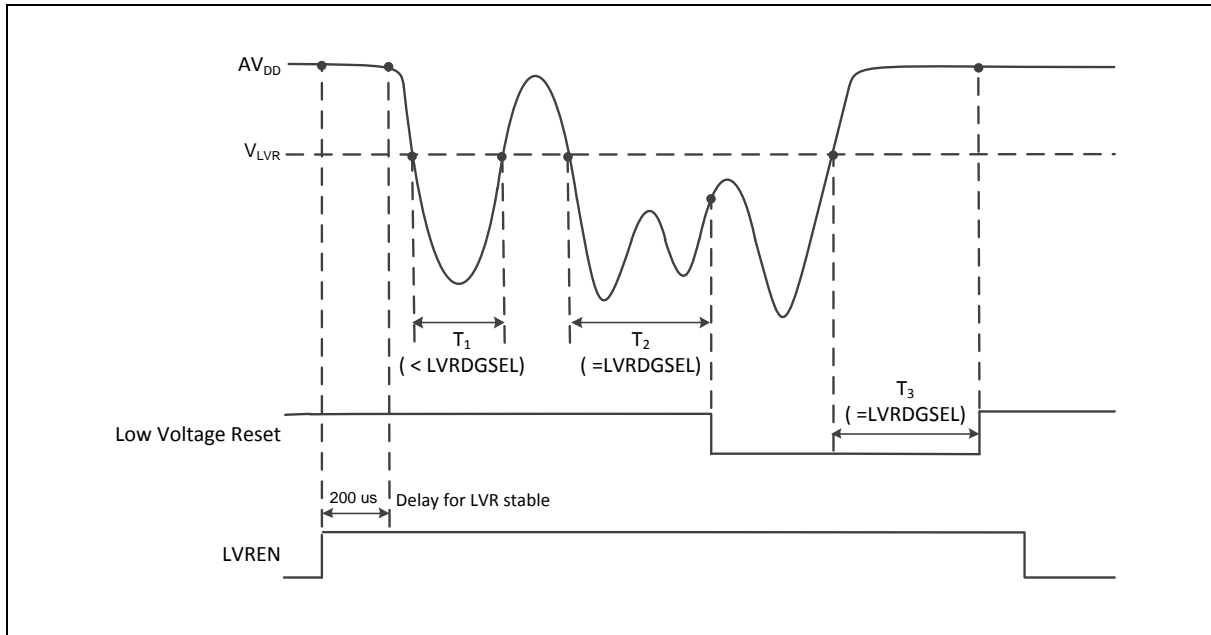 AVDD
VLVR
T1
( < LVRDGSEL)
T2
( =LVRDGSEL)
T3
( =LVRDGSEL)
Low Voltage Reset
200 us
Delay for LVR stable
LVREN